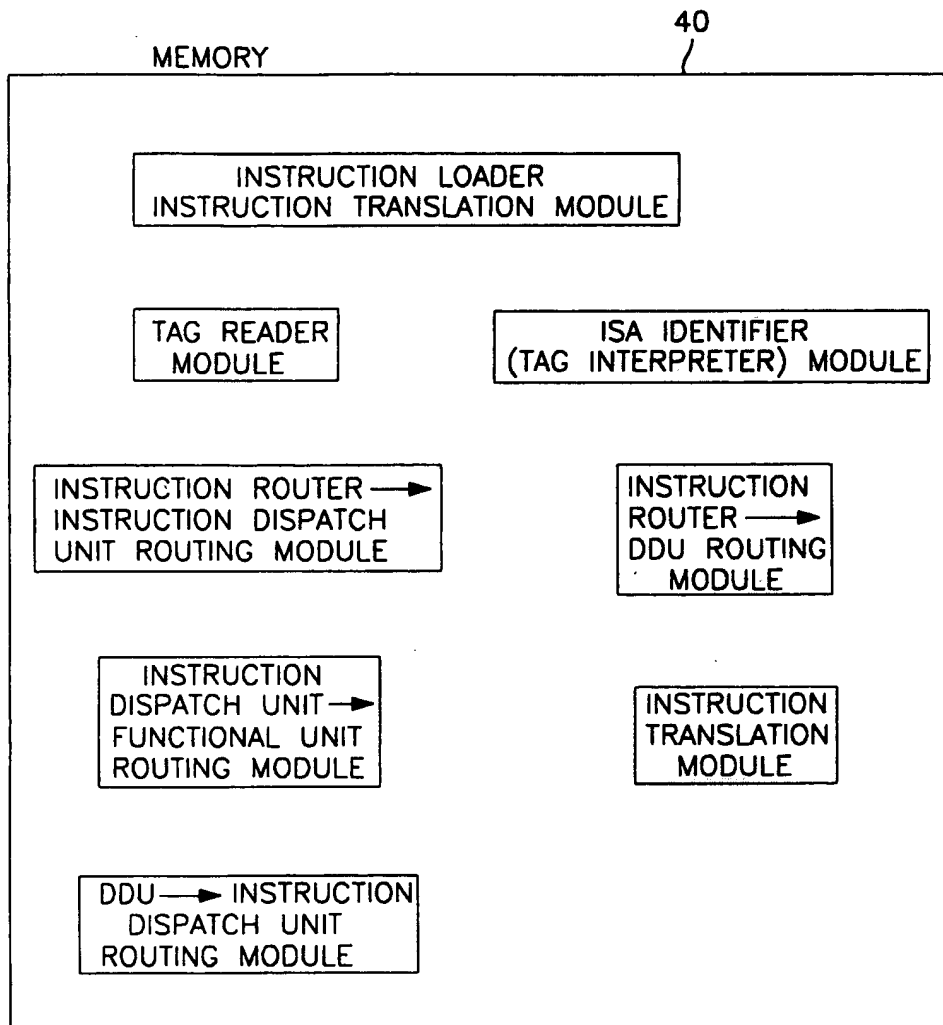 40
MEMORY
INSTRUCTION LOADER
INSTRUCTION TRANSLATION MODULE
TAG READER
MODULE
ISA IDENTIFIER
(TAG INTERPRETER) MODULE
INSTRUCTION ROUTER →
INSTRUCTION DISPATCH
UNIT ROUTING MODULE
INSTRUCTION
ROUTER →
DDU ROUTING
MODULE
INSTRUCTION
DISPATCH UNIT →
FUNCTIONAL UNIT
ROUTING MODULE
INSTRUCTION
TRANSLATION
MODULE
DDU → INSTRUCTION
DISPATCH UNIT
ROUTING MODULE